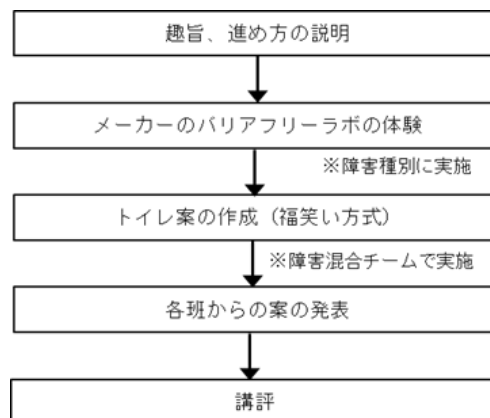 趣旨、進め方の説明
メーカーのバリアフリーラボの体験
※障害種別に実施
トイレ案の作成（福笑い方式）
※障害混合チームで実施
各班からの案の発表
講評